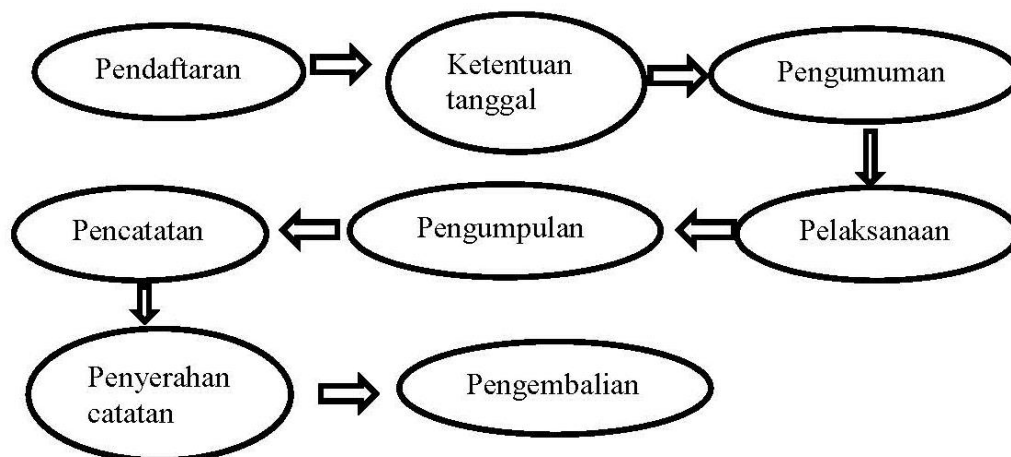 Pendaftaran
Ketentuan
tanggal
Pengumuman
Pelaksanaan
Pengumpulan
Pencatatan
Penyerahan
catatan
Pengembalian